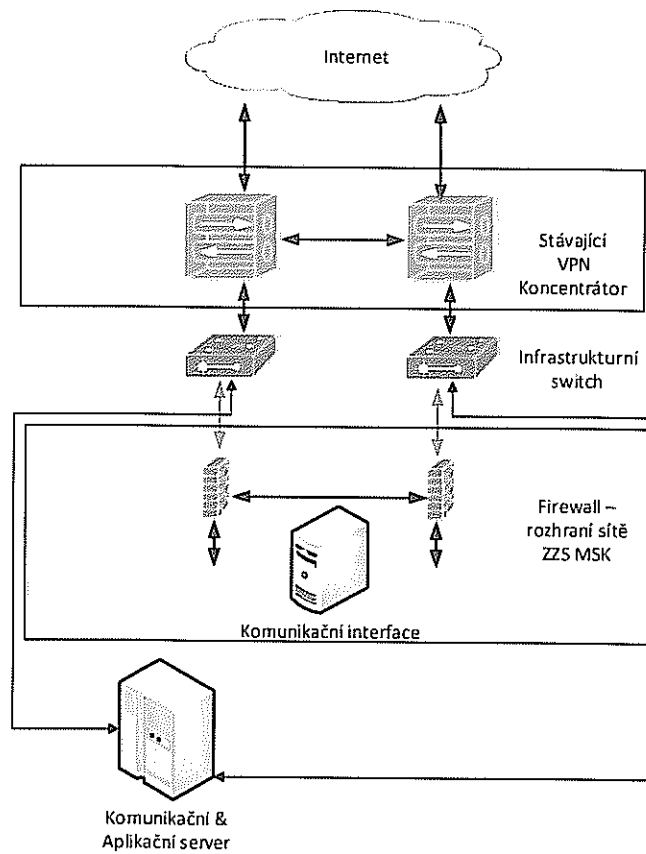 Internet
Stávající
VPN
Koncentrátor
Infrastrukturní
switch
Firewall –
rozhraní sítě
ZZS MSK
Komunikační interface
Komunikační &
Aplikační server